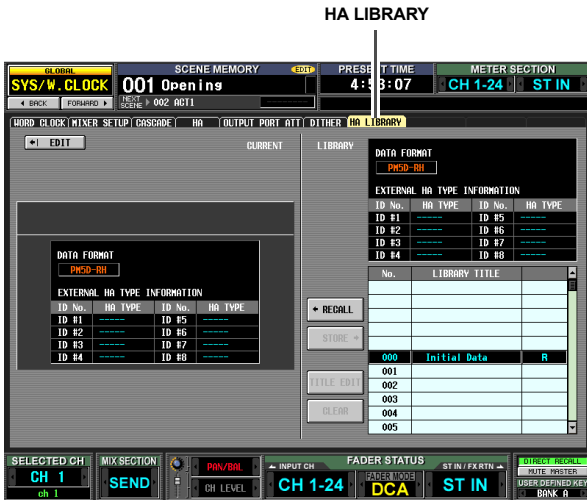 HA LIBRARY
GLOBAL SCENE MEMORY EDIT PRESENT TIME METER SECTION
SYS/W.CLOCK 001 Opening 4:53:07 CH 1-24 ST IN
BACK FORWARD NEXT SCENE 002 ACT1
WORD CLOCK MIXER SETUP CASCADE HA OUTPUT PORT ATT DITHER HA LIBRARY
EDIT CURRENT LIBRARY
DATA FORMAT
PM5D-RH
EXTERNAL HA TYPE INFORMATION
ID No. HA TYPE ID No. HA TYPE
ID #1 ----- ID #5 -----
ID #2 ----- ID #6 -----
ID #3 ----- ID #7 -----
ID #4 ----- ID #8 -----
DATA FORMAT
PM5D-RH
EXTERNAL HA TYPE INFORMATION
ID No. HA TYPE ID No. HA TYPE
ID #1 ----- ID #5 -----
ID #2 ----- ID #6 -----
ID #3 ----- ID #7 -----
ID #4 ----- ID #8 -----
No. LIBRARY TITLE
RECALL
STORE
TITLE EDIT
CLEAR
000 Initial Data R
001
002
003
004
005
SELECTED CH MIX SECTION FADER STATUS
CH 1 SEND PAN/BAL INPUT CH ST IN / FX RTN DIRECT RECALL
ch 1 CH LEVEL CH 1-24 FADER MODE DCA ST IN MUTE MASTER
USER DEFINED KEY
BANK A